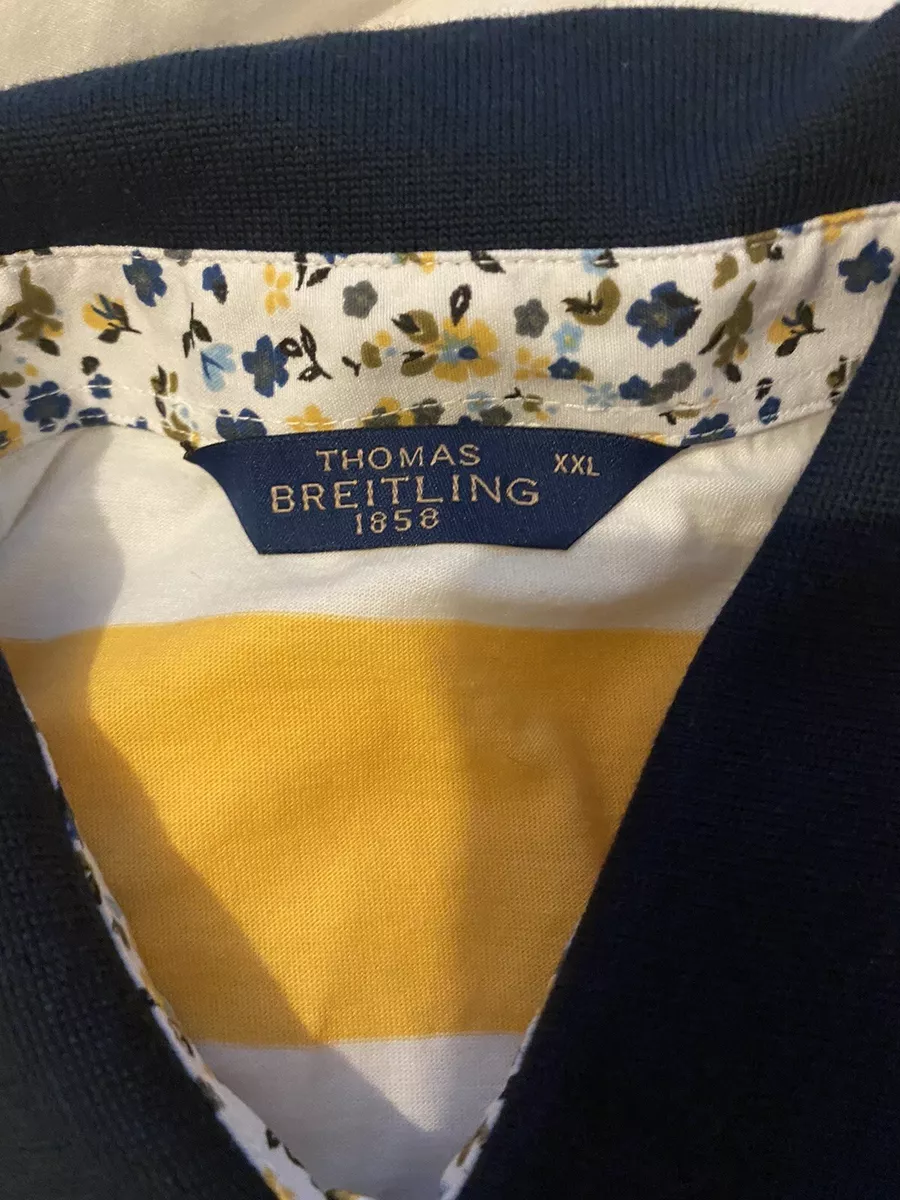 THOMAS
XXL
BREITLING
1858